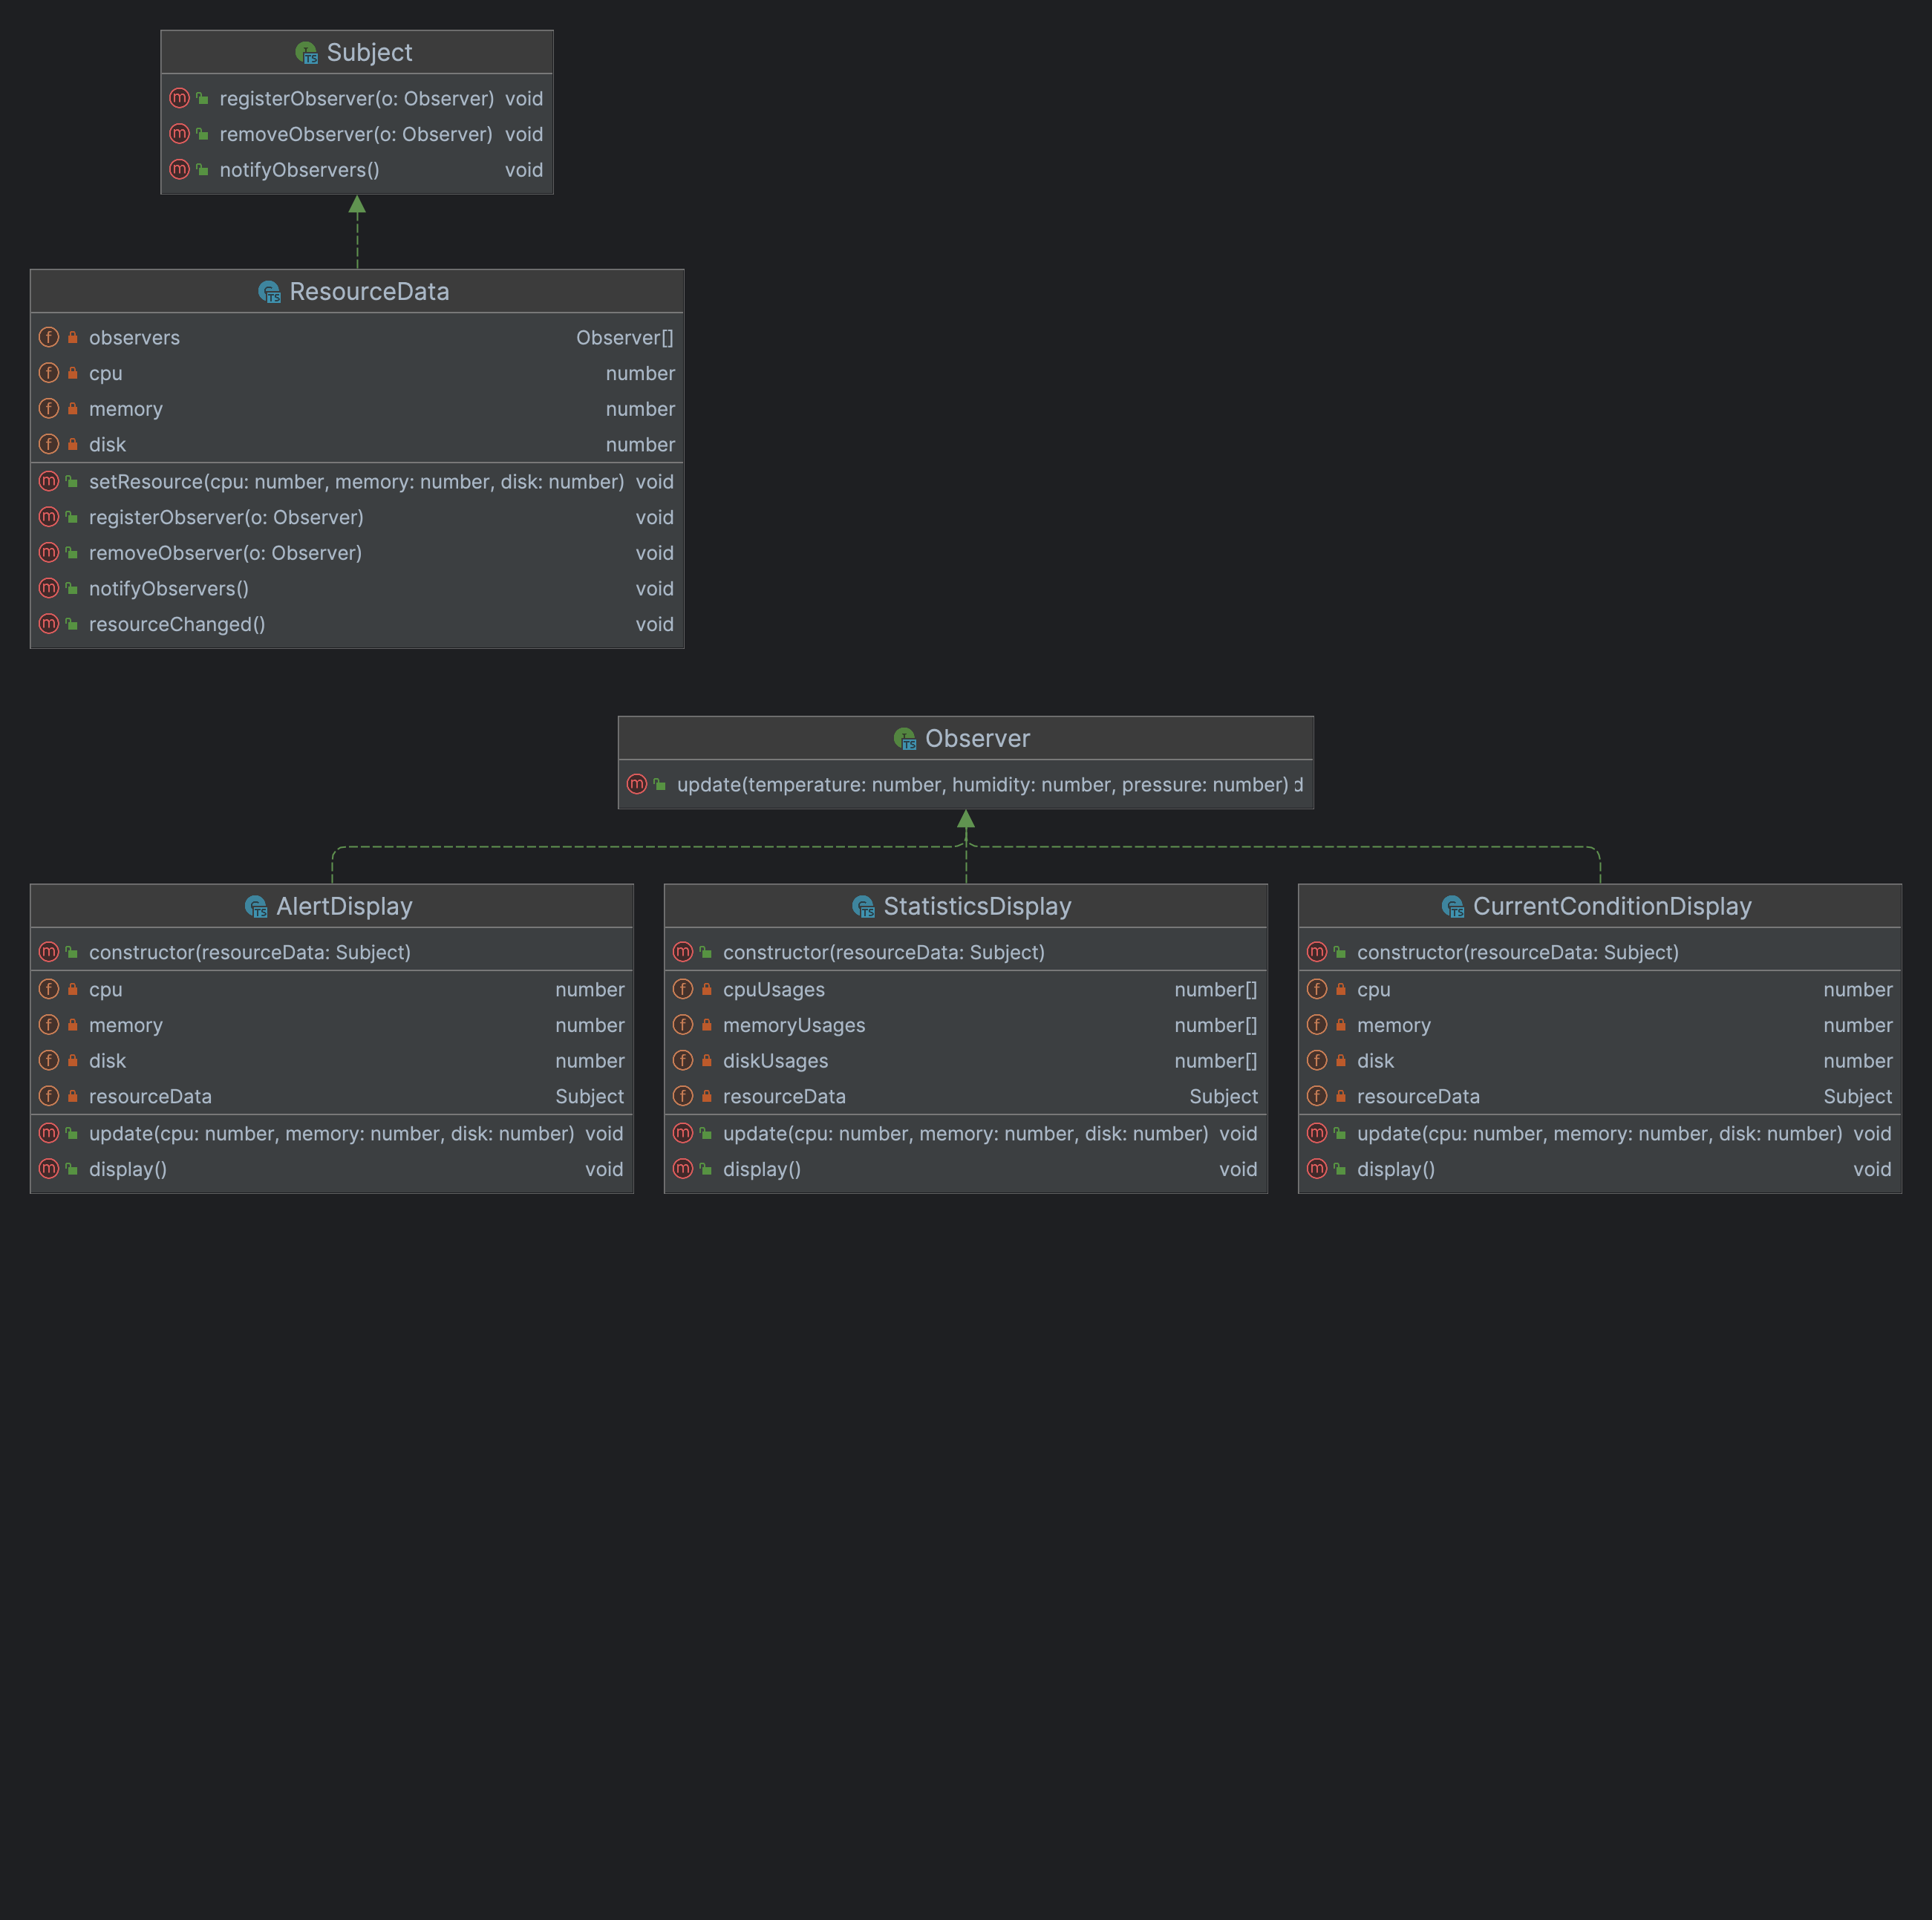 Subject
registerObserver(o: Observer) void
removeObserver(o: Observer) void
notifyObservers() void
ResourceData
observers Observer[]
cpu number
memory number
disk number
setResource(cpu: number, memory: number, disk: number) void
registerObserver(o: Observer) void
removeObserver(o: Observer) void
notifyObservers() void
resourceChanged() void
Observer
update(temperature: number, humidity: number, pressure: number) d
AlertDisplay
constructor(resourceData: Subject)
cpu number
memory number
disk number
resourceData Subject
update(cpu: number, memory: number, disk: number) void
display() void
StatisticsDisplay
constructor(resourceData: Subject)
cpuUsages number[]
memoryUsages number[]
diskUsages number[]
resourceData Subject
update(cpu: number, memory: number, disk: number) void
display() void
CurrentConditionDisplay
constructor(resourceData: Subject)
cpu number
memory number
disk number
resourceData Subject
update(cpu: number, memory: number, disk: number) void
display() void